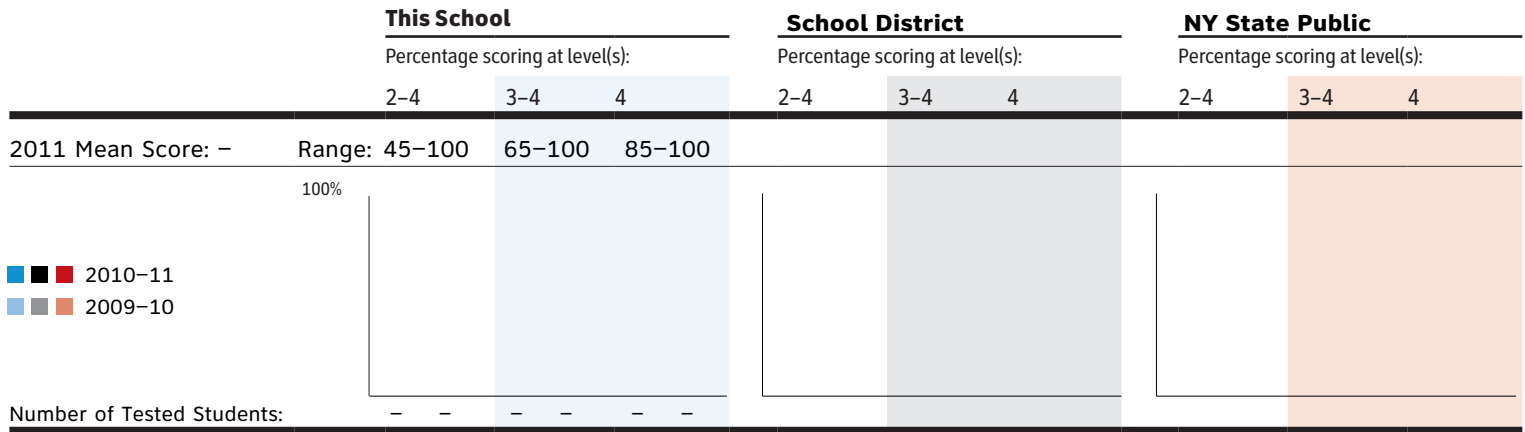 This School School District NY State Public
Percentage scoring at level(s): Percentage scoring at level(s): Percentage scoring at level(s):
2–4 3–4 4 2–4 3–4 4 2–4 3–4 4
2011 Mean Score: – Range: 45–100 65–100 85–100
100%
2010–11
2009–10
Number of Tested Students: – – – – – –